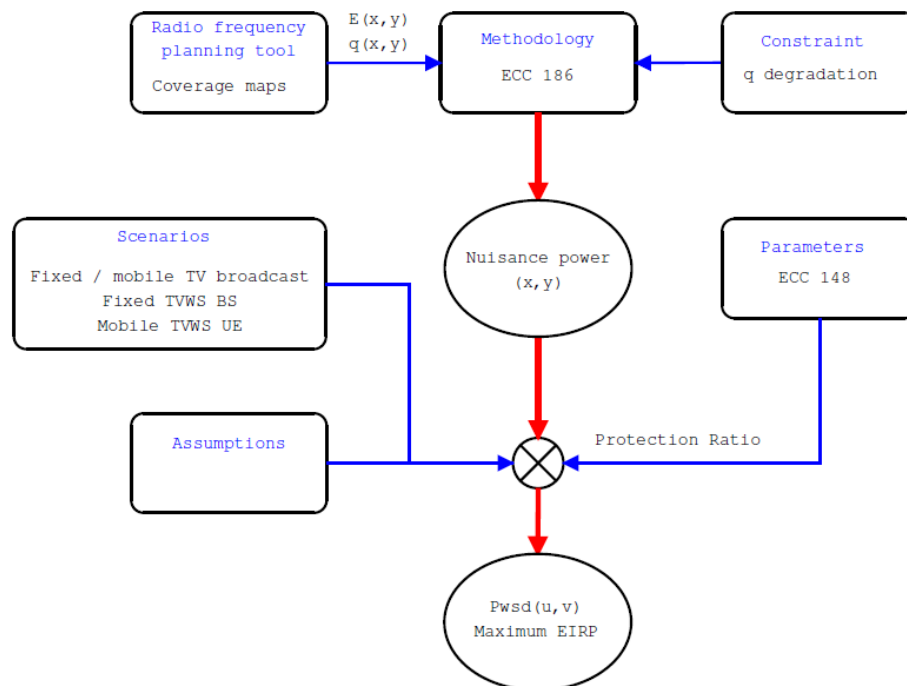 Radio frequency
planning tool
Coverage maps
E(x,y)
q(x,y)
Methodology
ECC 186
Constraint
q degradation
Scenarios
Fixed / mobile TV broadcast
Fixed TVWS BS
Mobile TVWS UE
Nuisance power
(x,y)
Parameters
ECC 148
Assumptions
Protection Ratio
Pwsd(u,v)
Maximum EIRP